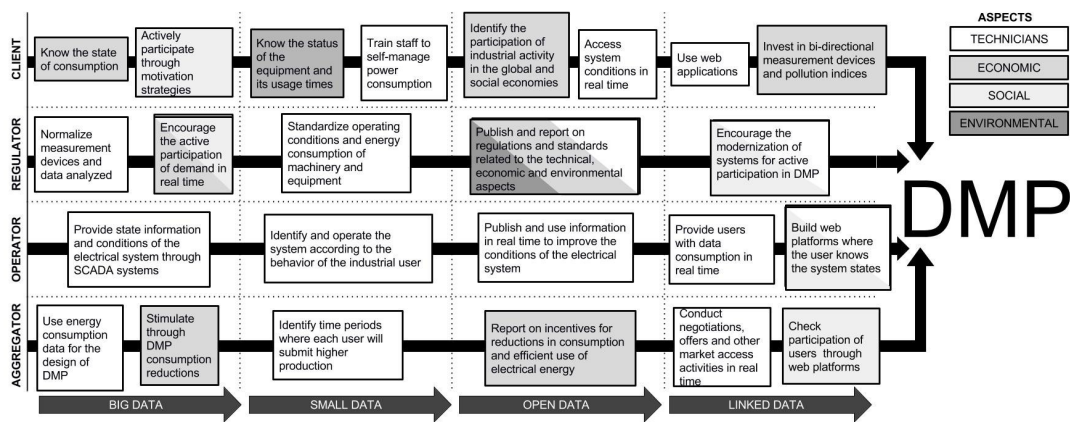 CLIENT
Know the state
of consumption
Actively
participate
through
motivation
strategies
Know the status
of the
equipment and
its usage times
Train staff to
self-manage
power
consumption
Identify the
participation of
industrial activity
in the global and
social economies
Access
system
conditions in
real time
Use web
applications
Invest in bi-directional
measurement devices
and pollution indices
ASPECTS
TECHNICIANS
ECONOMIC
SOCIAL
ENVIRONMENTAL
REGULATOR
Normalize
measurement
devices and
data analyzed
Encourage
the active
participation
of demand in
real time
Standardize operating
conditions and energy
consumption of
machinery and
equipment
Publish and report on
regulations and standards
related to the technical,
economic and environmental
aspects
Encourage the
modernization of
systems for active
participation in DMP
DMP
OPERATOR
Provide state information
and conditions of the
electrical system through
SCADA systems
Identify and operate the
system according to the
behavior of the industrial user
Publish and use information
in real time to improve the
conditions of the electrical
system
Provide users
with data
consumption in
real time
Build web
platforms where
the user knows
the system states
AGGREGATOR
Use energy
consumption
data for the
design of
DMP
Stimulate
through
DMP
consumption
reductions
Identify time periods
where each user will
submit higher
production
Report on incentives for
reductions in consumption
and efficient use of
electrical energy
Conduct
negotiations,
offers and other
market access
activities in real
time
Check
participation of
users through
web platforms
BIG DATA
SMALL DATA
OPEN DATA
LINKED DATA